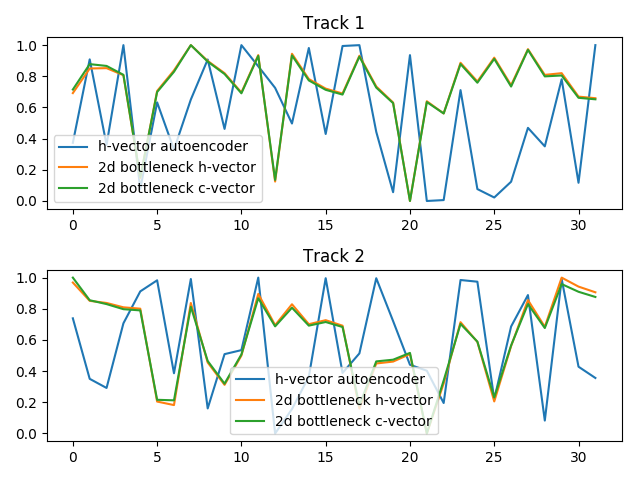 Track 1
1.0
0.8
0.6
0.4
0.2
0.0
h-vector autoencoder
2d bottleneck h-vector
2d bottleneck c-vector
0 5 10 15 20 25 30
Track 2
1.0
0.8
0.6
0.4
0.2
0.0
h-vector autoencoder
2d bottleneck h-vector
2d bottleneck c-vector
0 5 10 15 20 25 30